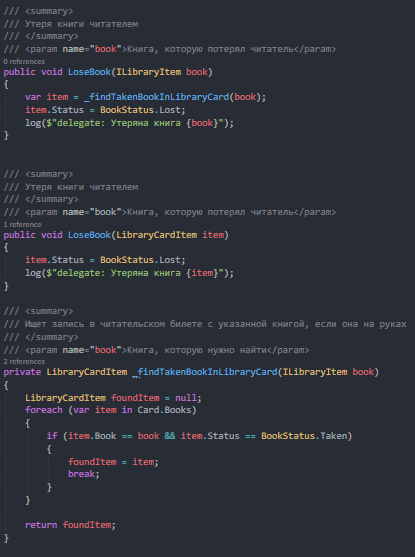 /// <summary>
/// Утеря книги читателем
/// </summary>
/// <param name="book">Книга, которую потерял читатель</param>
0 references
public void LoseBook(ILibraryItem book)
{
    var item = _findTakenBookInLibraryCard(book);
    item.Status = BookStatus.Lost;
    log($"delegate: Утеряна книга {book}");
}
/// <summary>
/// Утеря книги читателем
/// </summary>
/// <param name="book">Книга, которую потерял читатель</param>
1 reference
public void LoseBook(LibraryCardItem item)
{
    item.Status = BookStatus.Lost;
    log($"delegate: Утеряна книга {item}");
}
/// <summary>
/// Ищет запись в читательском билете с указанной книгой, если она на руках
/// </summary>
/// <param name="book">Книга, которую нужно найти</param>
2 references
private LibraryCardItem _findTakenBookInLibraryCard(ILibraryItem book)
{
    LibraryCardItem foundItem = null;
    foreach (var item in Card.Books)
    {
        if (item.Book == book && item.Status == BookStatus.Taken)
        {
            foundItem = item;
            break;
        }
    }
    return foundItem;
}